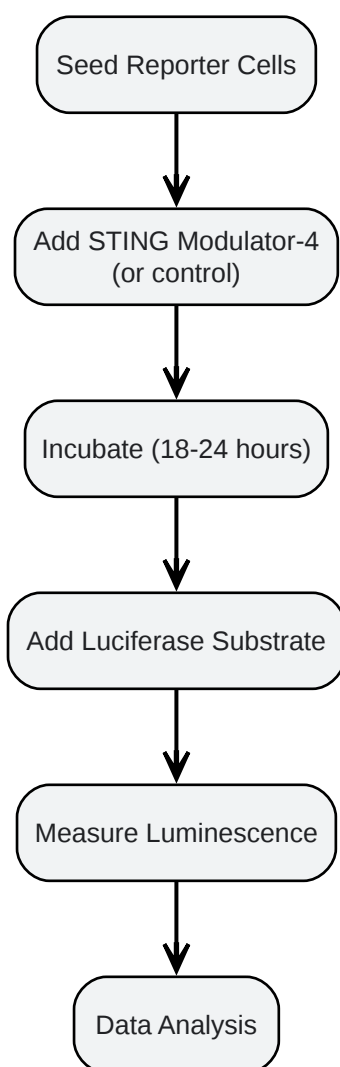 Seed Reporter Cells
Add STING Modulator-4
(or control)
Incubate (18-24 hours)
Add Luciferase Substrate
Measure Luminescence
Data Analysis